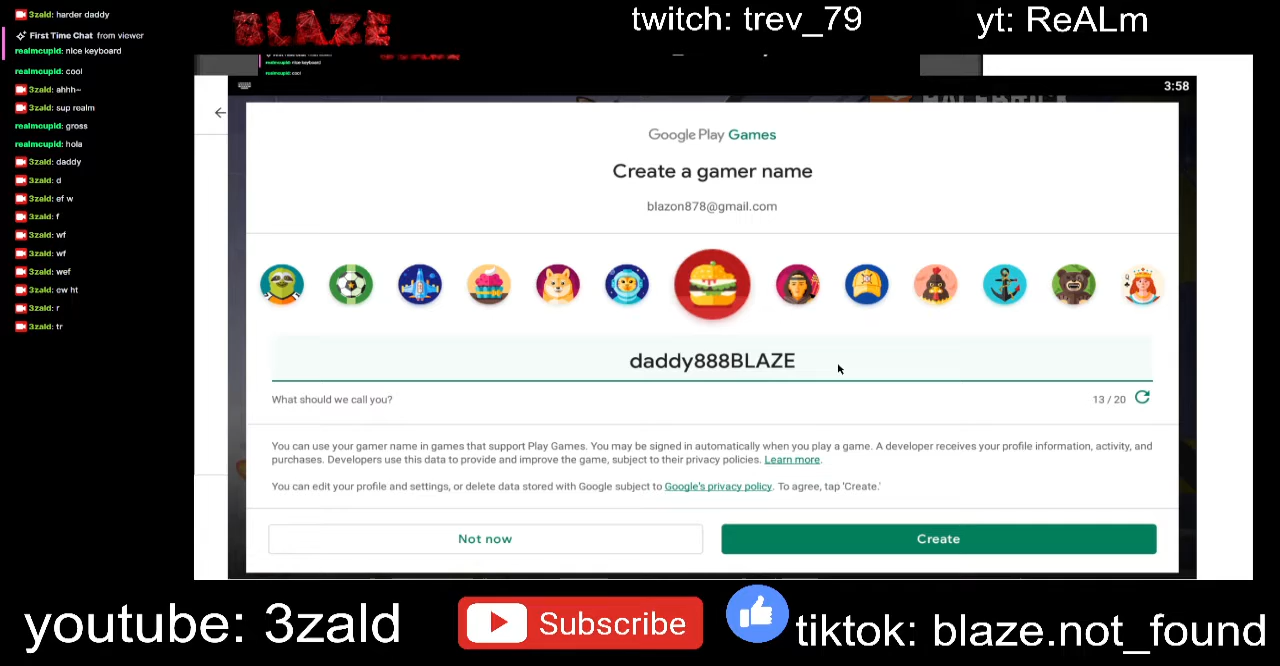 3zald: harder daddy
First Time Chat from viewer
realmcupid: nice keyboard
realmcupid: cool
3zald: ahhh~
3zald: sup realm
realmcupid: gross
realmcupid: hola
3zald: daddy
3zald: d
3zald: ef w
3zald: f
3zald: wf
3zald: wf
3zald: wef
3zald: ew ht
3zald: r
3zald: tr
BLAZE
twitch: trev_79
yt: ReALm
realmcupid: nice keyboard
realmcupid: cool
3:58
Google Play Games
Create a gamer name
blazon878@gmail.com
daddy888BLAZE
What should we call you?
13 / 20
You can use your gamer name in games that support Play Games. You may be signed in automatically when you play a game. A developer receives your profile information, activity, and
purchases. Developers use this data to provide and improve the game, subject to their privacy policies. Learn more.
You can edit your profile and settings, or delete data stored with Google subject to Google's privacy policy. To agree, tap 'Create.'
Not now
Create
youtube: 3zald
Subscribe
tiktok: blaze.not_found